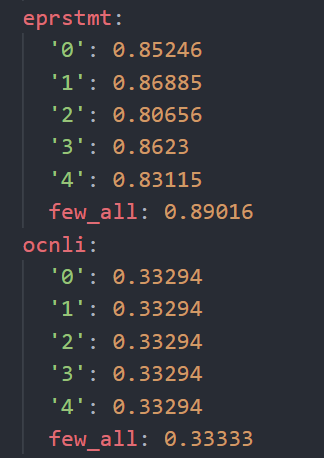 eprstmt:
'0': 0.85246
'1': 0.86885
'2': 0.80656
'3': 0.8623
'4': 0.83115
few_all: 0.89016
ocnli:
'0': 0.33294
'1': 0.33294
'2': 0.33294
'3': 0.33294
'4': 0.33294
few_all: 0.33333